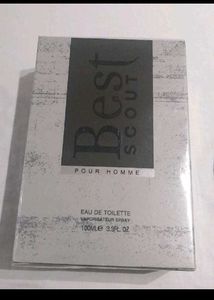 Best
SCOUT
POUR HOMME
EAU DE TOILETTE
VAPORISATEUR SPRAY
100ML℮ 3.3FL.OZ